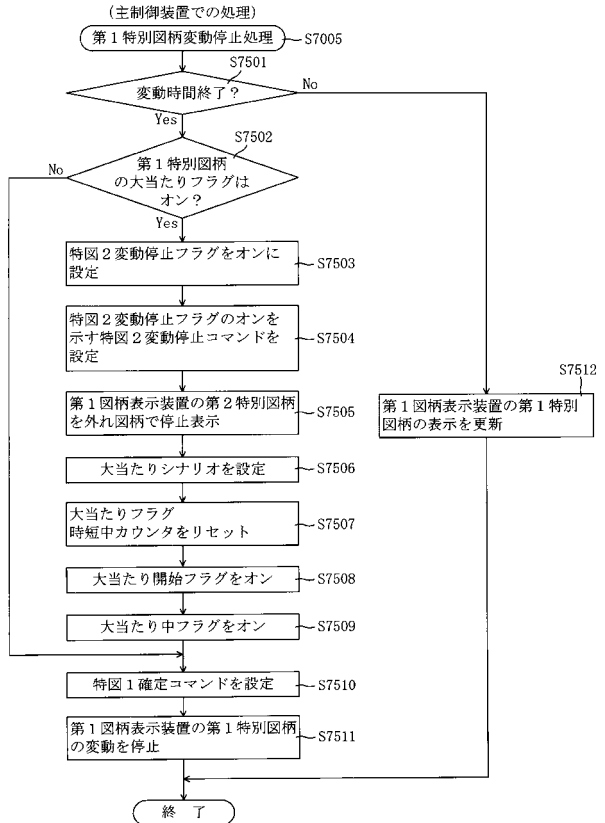 (主制御装置での処理)
第1特別図柄変動停止処理
S7005
S7501
変動時間終了?
No
Yes
S7502
No
第1特別図柄
の大当たりフラグは
オン?
Yes
特図2変動停止フラグをオンに
設定
S7503
特図2変動停止フラグのオンを
示す特図2変動停止コマンドを
設定
S7504
第1図柄表示装置の第2特別図柄
を外れ図柄で停止表示
S7505
S7512
第1図柄表示装置の第1特別
図柄の表示を更新
大当たりシナリオを設定
S7506
大当たりフラグ
時短中カウンタをリセット
S7507
大当たり開始フラグをオン
S7508
大当たり中フラグをオン
S7509
特図1確定コマンドを設定
S7510
第1図柄表示装置の第1特別図柄
の変動を停止
S7511
終 了